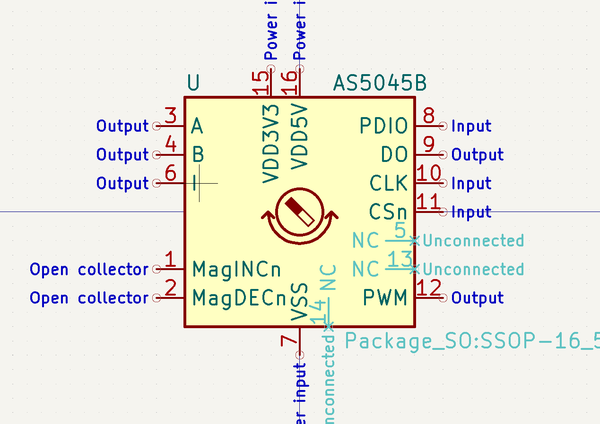 Power i
Power i
U
AS5045B
15
16
VDD3V3
VDD5V
Output 3 A
Output 4 B
Output 6 I
PDIO 8 Input
DO 9 Output
CLK 10 Input
CSn 11 Input
NC 5 Unconnected
NC 13 Unconnected
Open collector 1 MagINCn
Open collector 2 MagDECn
PWM 12 Output
VSS
7
er input
NC
14
nconnected
Package_SO:SSOP-16_5